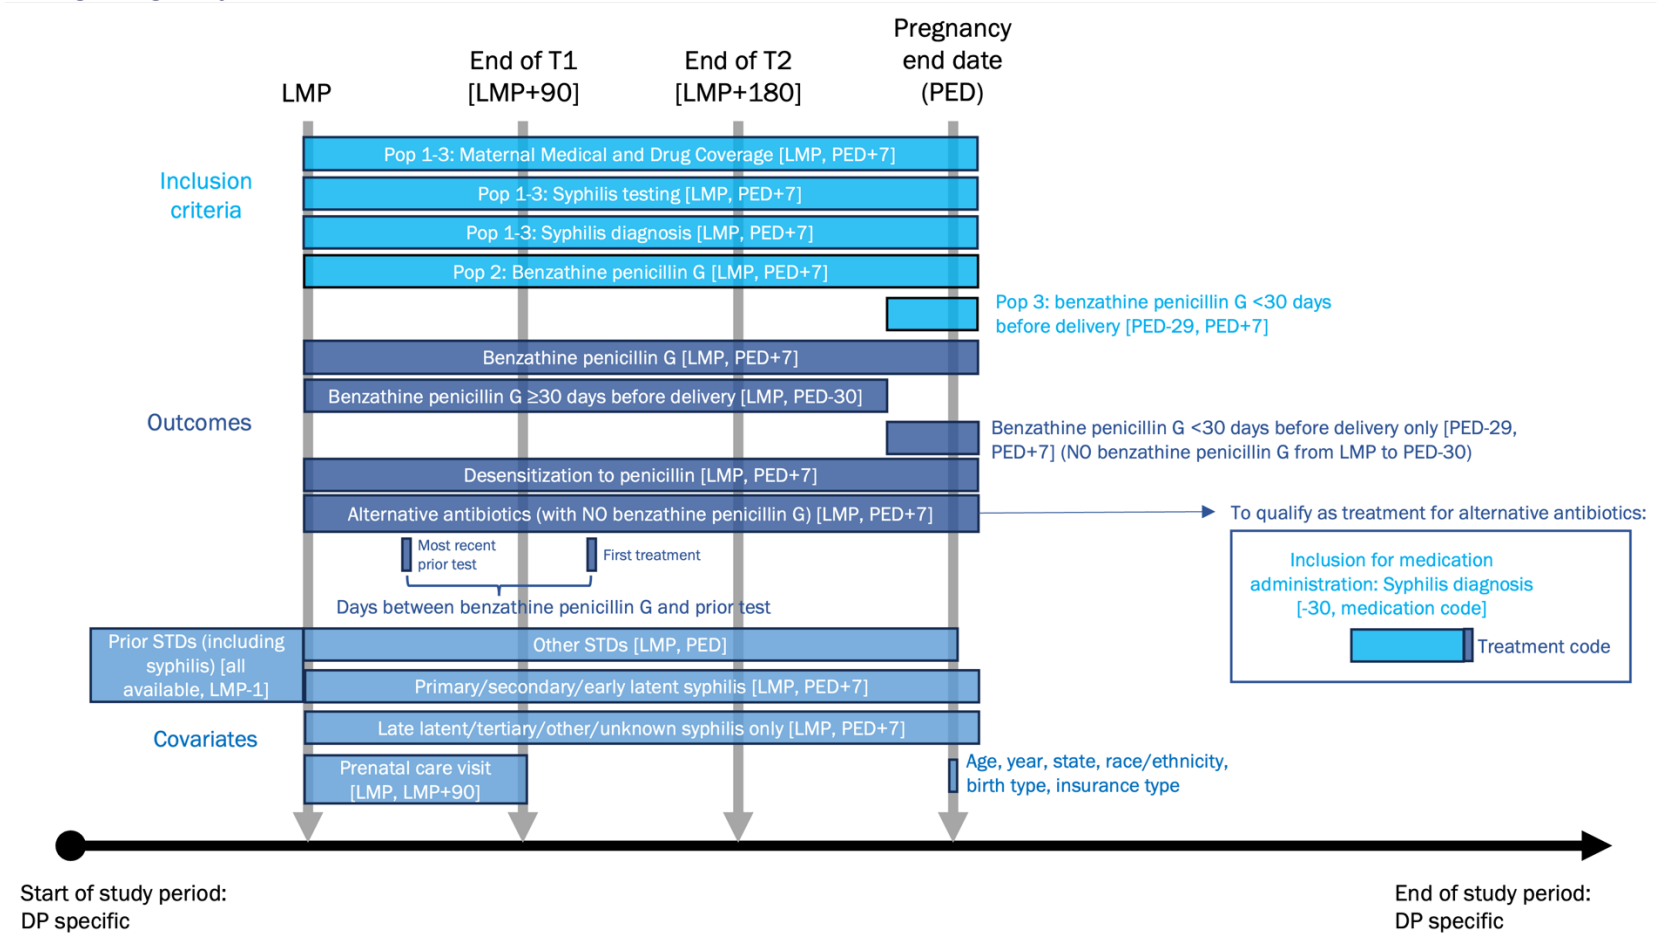 LMP
End of T1
[LMP+90]
End of T2
[LMP+180]
Pregnancy
end date
(PED)
Inclusion
criteria
Pop 1-3: Maternal Medical and Drug Coverage [LMP, PED+7]
Pop 1-3: Syphilis testing [LMP, PED+7]
Pop 1-3: Syphilis diagnosis [LMP, PED+7]
Pop 2: Benzathine penicillin G [LMP, PED+7]
Pop 3: benzathine penicillin G <30 days
before delivery [PED-29, PED+7]
Outcomes
Benzathine penicillin G [LMP, PED+7]
Benzathine penicillin G ≥30 days before delivery [LMP, PED-30]
Benzathine penicillin G <30 days before delivery only [PED-29,
PED+7] (NO benzathine penicillin G from LMP to PED-30)
Desensitization to penicillin [LMP, PED+7]
Alternative antibiotics (with NO benzathine penicillin G) [LMP, PED+7]
To qualify as treatment for alternative antibiotics:
Inclusion for medication
administration: Syphilis diagnosis
[-30, medication code]
Treatment code
Most recent
prior test
First treatment
Days between benzathine penicillin G and prior test
Prior STDs (including
syphilis) [all
available, LMP-1]
Other STDs [LMP, PED]
Primary/secondary/early latent syphilis [LMP, PED+7]
Covariates
Late latent/tertiary/other/unknown syphilis only [LMP, PED+7]
Prenatal care visit
[LMP, LMP+90]
Age, year, state, race/ethnicity,
birth type, insurance type
Start of study period:
DP specific
End of study period:
DP specific